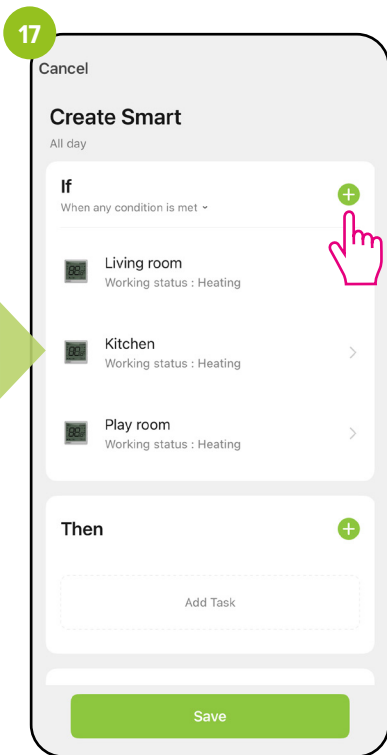 17
Cancel
Create Smart
All day
If
When any condition is met
Living room
Working status : Heating
Kitchen
Working status : Heating
Play room
Working status : Heating
Then
Add Task
Save